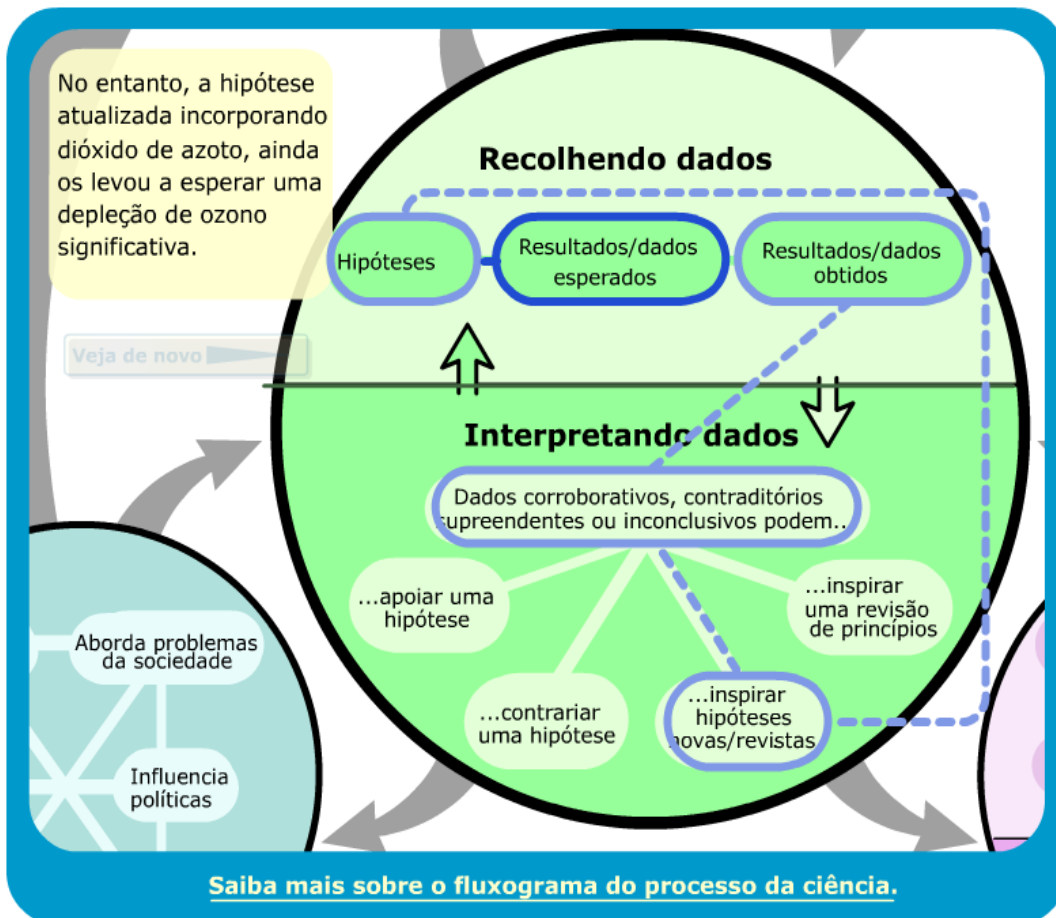 No entanto, a hipótese
atualizada incorporando
dióxido de azoto, ainda
os levou a esperar uma
depleção de ozono
significativa.
Veja de novo
Recolhendo dados
Hipóteses
Resultados/dados
esperados
Resultados/dados
obtidos
Interpretando dados
Dados corroborativos, contraditórios
supreendentes ou inconclusivos podem...
...apoiar uma
hipótese
...contrariar
uma hipótese
...inspirar
hipóteses
novas/revistas
...inspirar
uma revisão
de princípios
Aborda problemas
da sociedade
Influencia
políticas
Saiba mais sobre o fluxograma do processo da ciência.